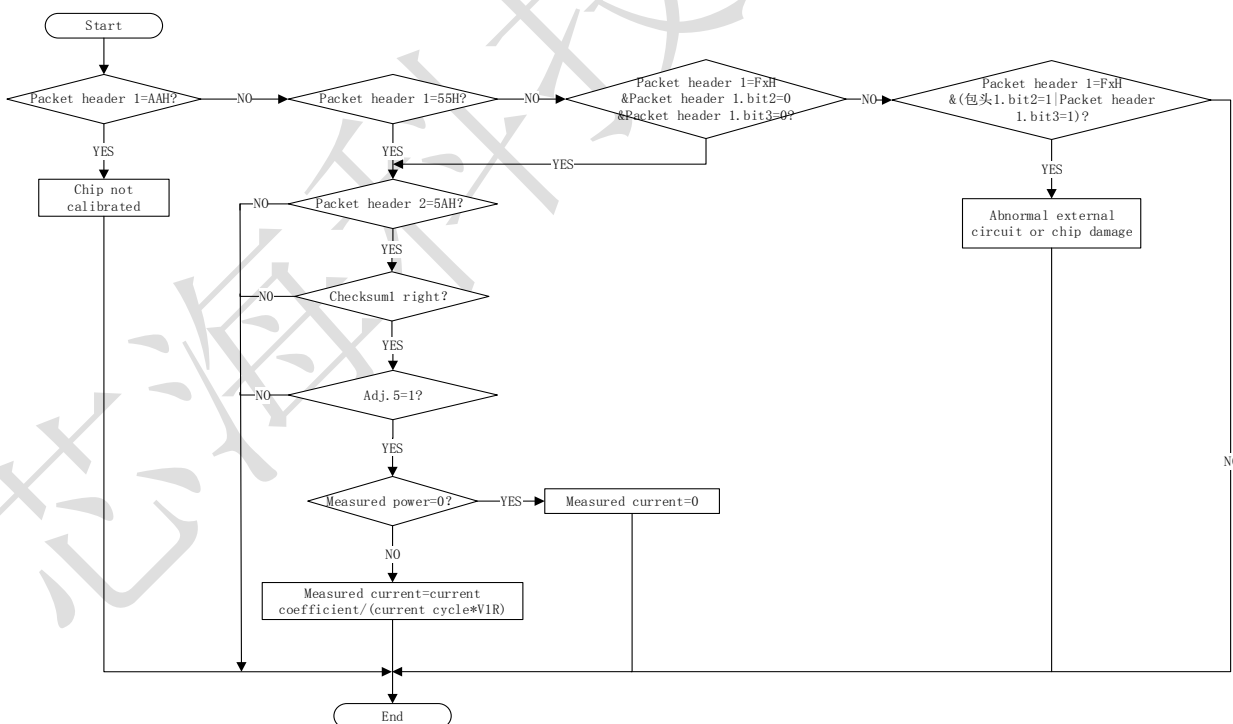 Start
Packet header 1=AAH?
NO
Packet header 1=55H?
NO
Packet header 1=FxH
&Packet header 1.bit2=0
&Packet header 1.bit3=0?
NO
Packet header 1=FxH
&(包头1.bit2=1|Packet header
1.bit3=1)?
YES
YES
YES
YES
Chip not
calibrated
NO
Packet header 2=5AH?
Abnormal external
circuit or chip damage
YES
NO
Checksum1 right?
YES
NO
Adj.5=1?
YES
NO
Measured power=0?
YES
Measured current=0
NO
Measured current=current
coefficient/(current cycle*V1R)
End
芯海科技